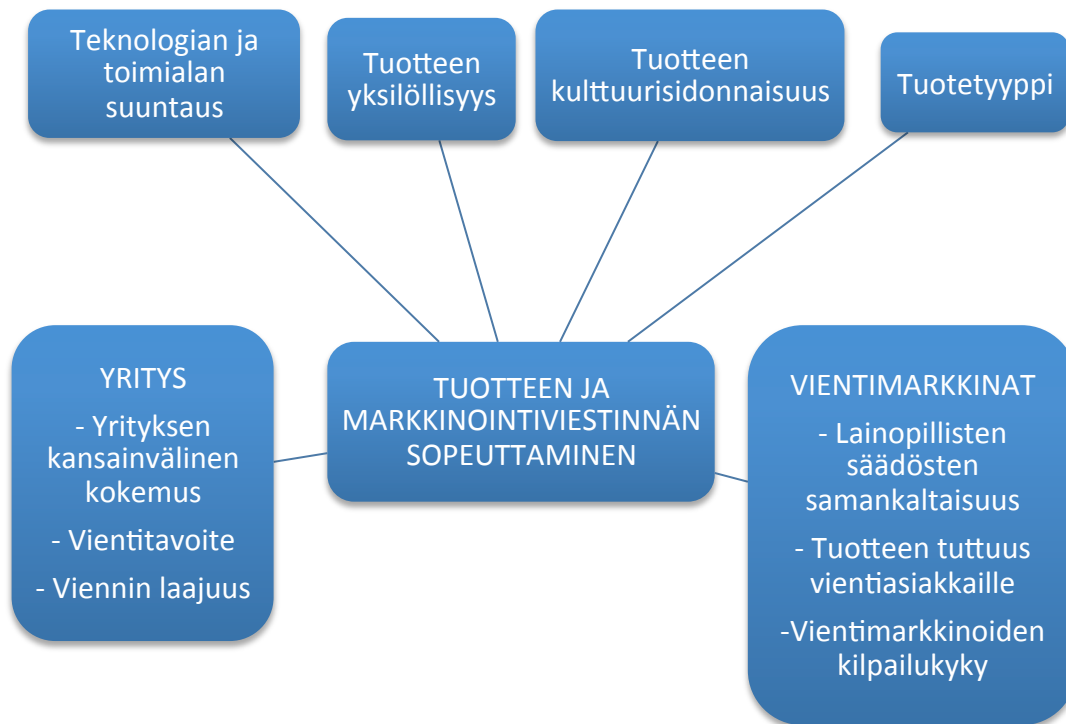 Teknologian ja
toimialan
suuntaus
Tuotteen
yksilöllisyys
Tuotteen
kulttuurisidonnaisuus
Tuotetyyppi
YRITYS
- Yrityksen
kansainvälinen
kokemus
- Vientitavoite
- Viennin laajuus
TUOTTEEN JA
MARKKINOINTIVIESTINNÄN
SOPEUTTAMINEN
VIENTIMARKKINAT
- Lainopillisten
säädösten
samankaltaisuus
- Tuotteen tuttuus
vientiasiakkaille
-Vientimarkkinoiden
kilpailukyky